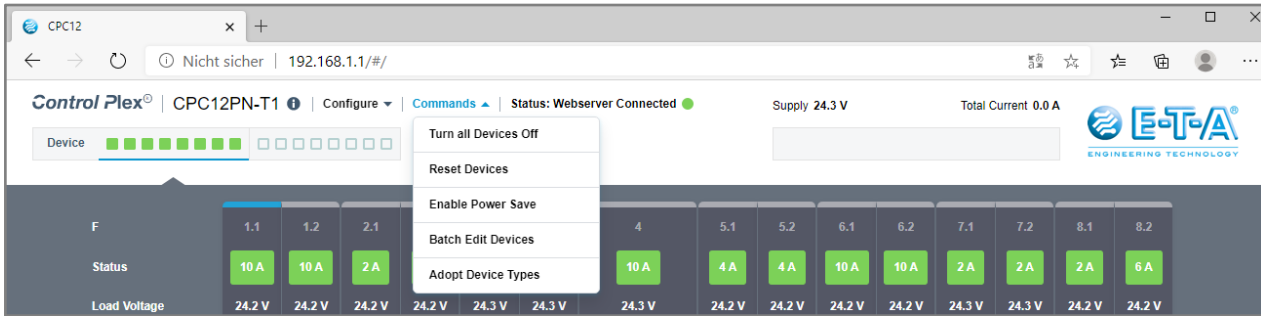 CPC12
Nicht sicher | 192.168.1.1/#/
Control Plex® | CPC12PN-T1 | Configure | Commands | Status: Webserver Connected
Supply 24.3 V
Total Current 0.0 A
E-T-A®
ENGINEERING TECHNOLOGY
Device
Turn all Devices Off
Reset Devices
Enable Power Save
Batch Edit Devices
Adopt Device Types
F 1.1 1.2 2.1 4 5.1 5.2 6.1 6.2 7.1 7.2 8.1 8.2
Status 10 A 10 A 2 A 10 A 4 A 4 A 10 A 10 A 2 A 2 A 2 A 6 A
Load Voltage 24.2 V 24.2 V 24.2 V 24.2 V 24.3 V 24.3 V 24.3 V 24.2 V 24.2 V 24.2 V 24.2 V 24.3 V 24.3 V 24.2 V 24.2 V